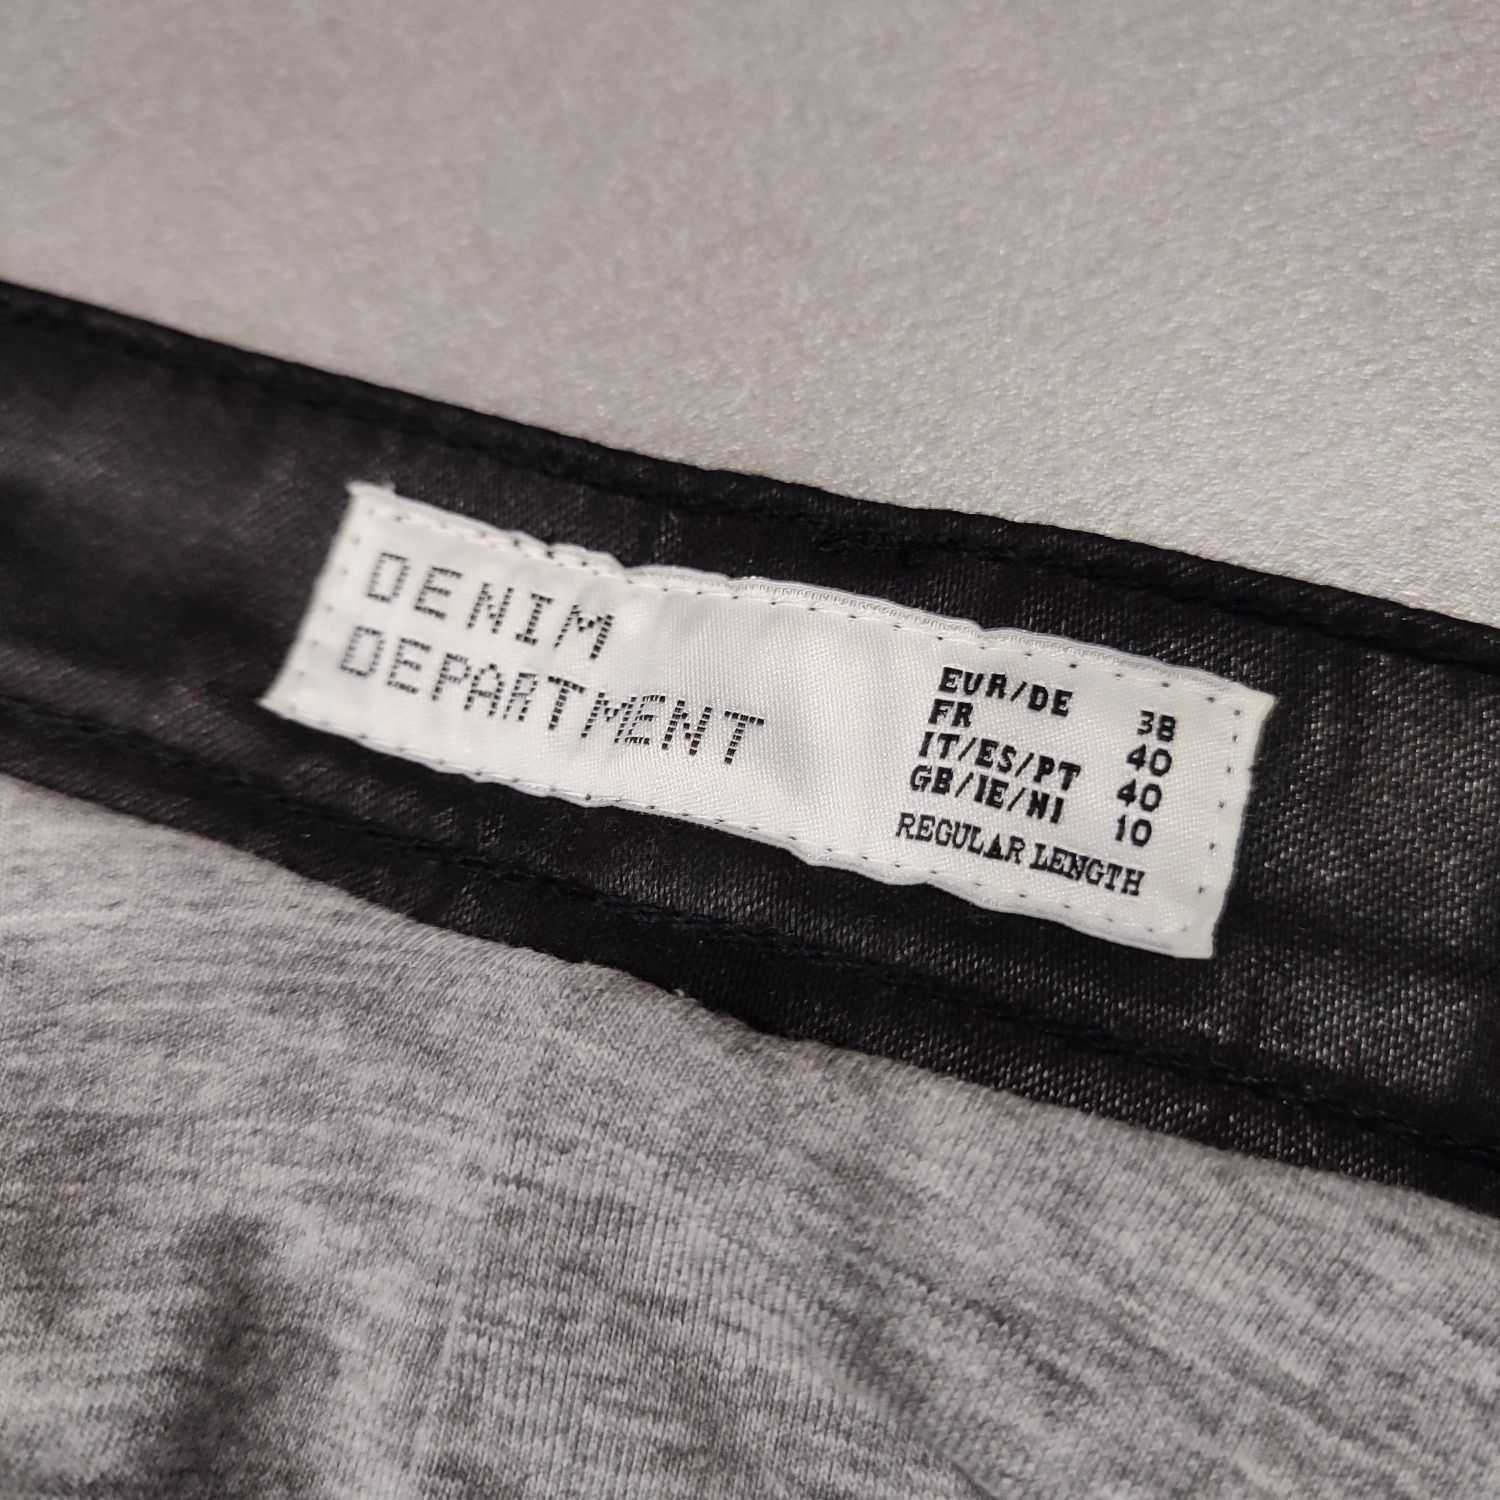 DENIM
DEPARTMENT
EUR/DE 38
FR 40
IT/ES/PT 40
GB/IE/NI 10
REGULAR LENGTH